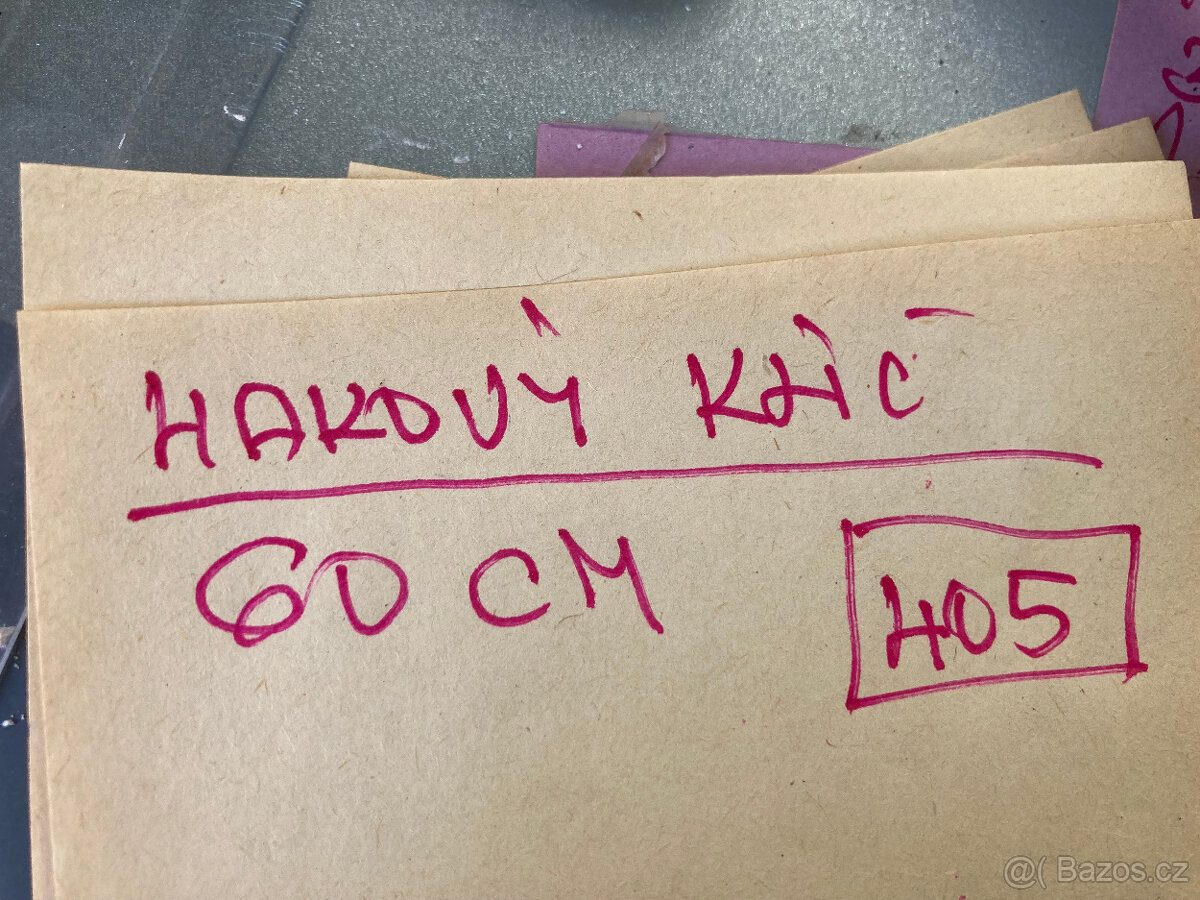 HAKOVÝ KLÍČ
60 CM
405
@( Bazos.cz